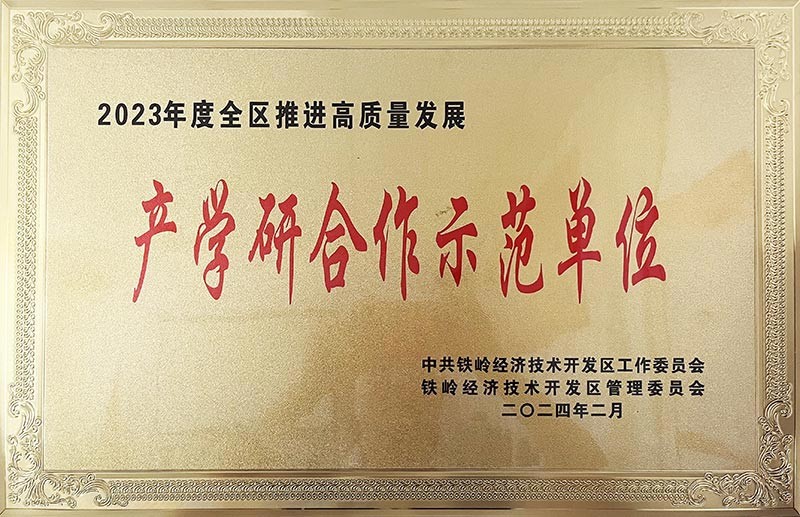 2023年度全区推进高质量发展
产学研合作示范单位
中共铁岭经济技术开发区工作委员会
铁岭经济技术开发区管理委员会
二〇二四年二月